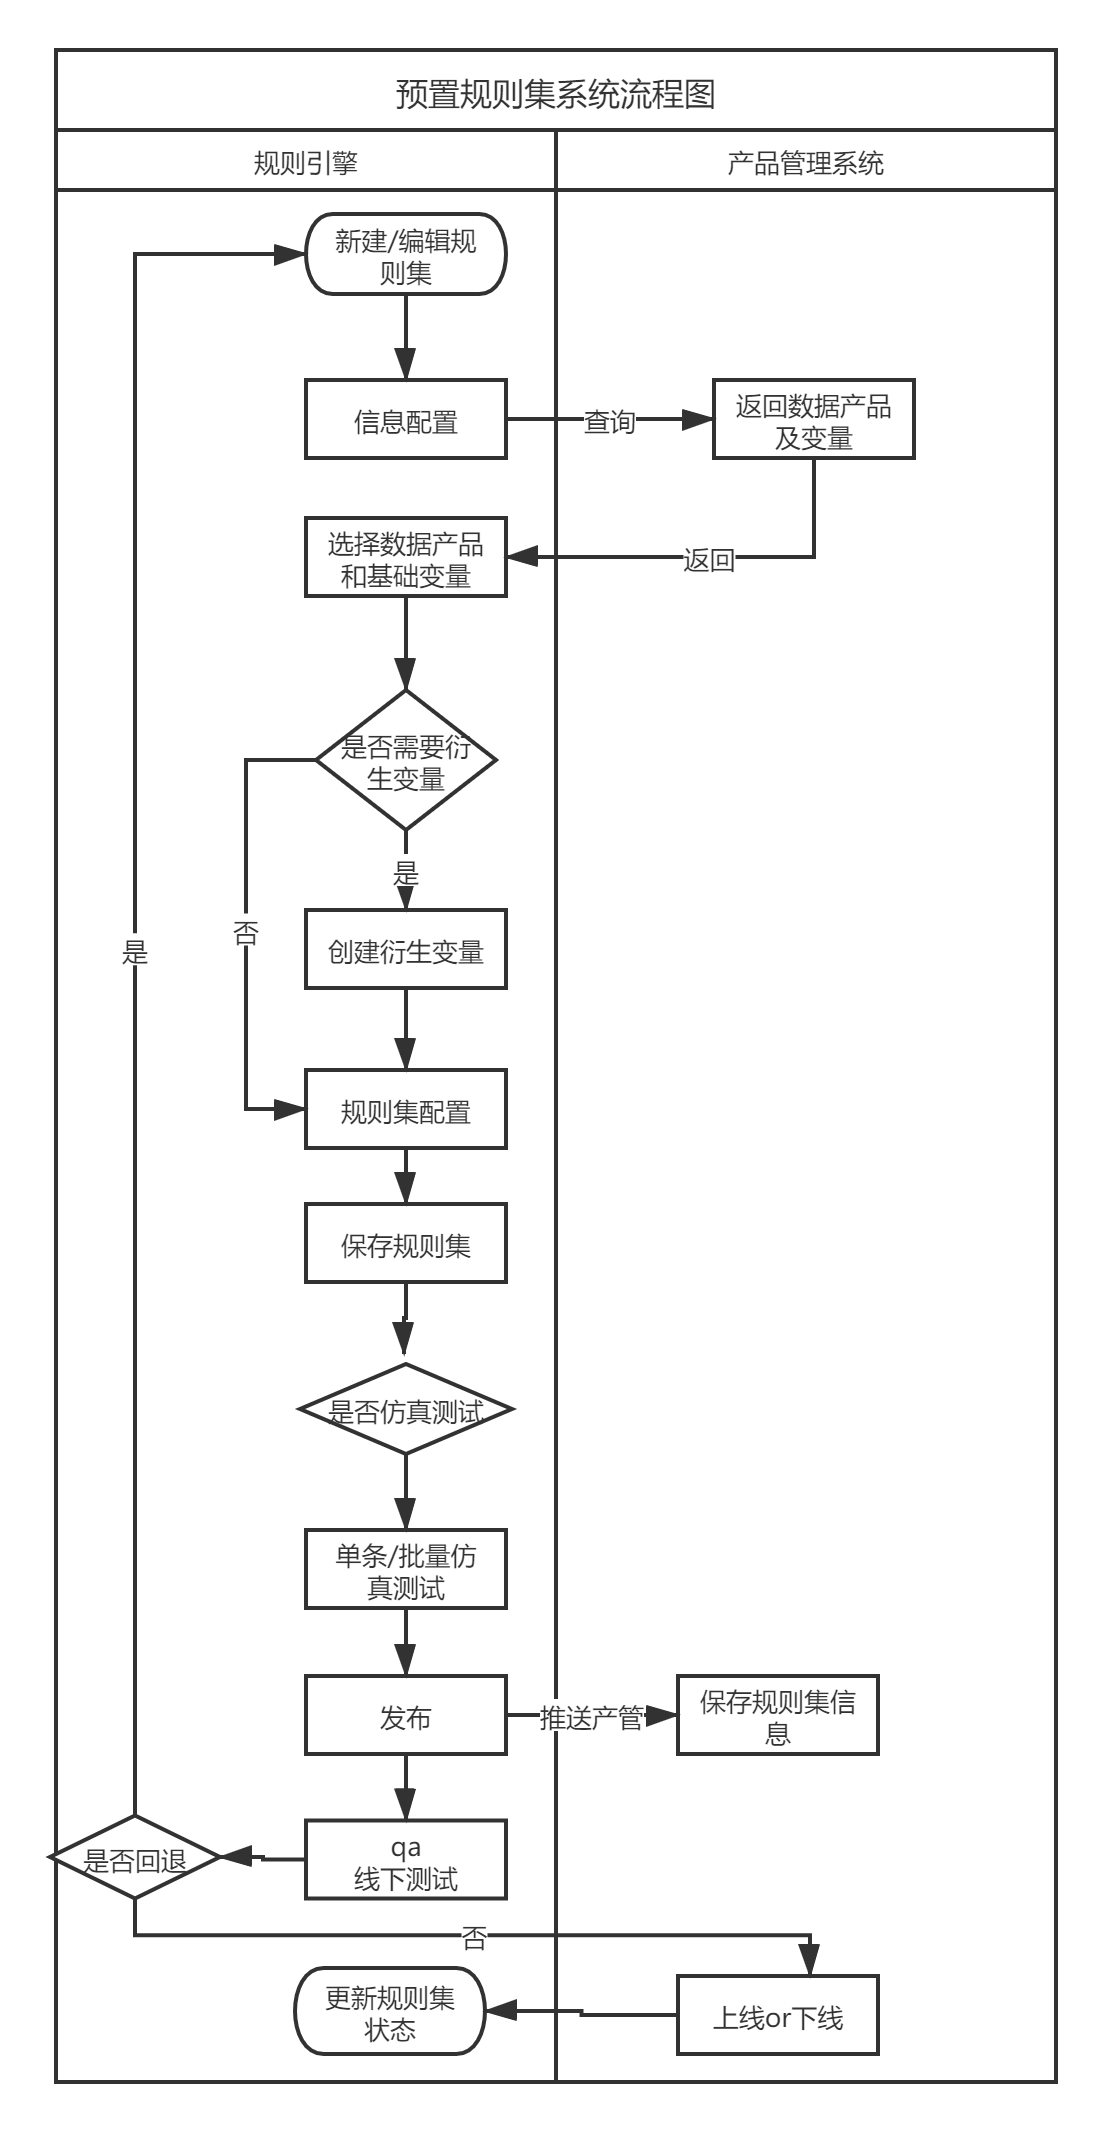 预置规则集系统流程图
规则引擎
产品管理系统
新建/编辑规
则集
信息配置
查询
返回数据产品
及变量
选择数据产品
和基础变量
返回
是否需要衍
生变量
是
否
是
创建衍生变量
规则集配置
保存规则集
是否仿真测试
单条/批量仿
真测试
发布
推送产管
保存规则集信
息
qa
线下测试
是否回退
否
更新规则集
状态
上线or下线